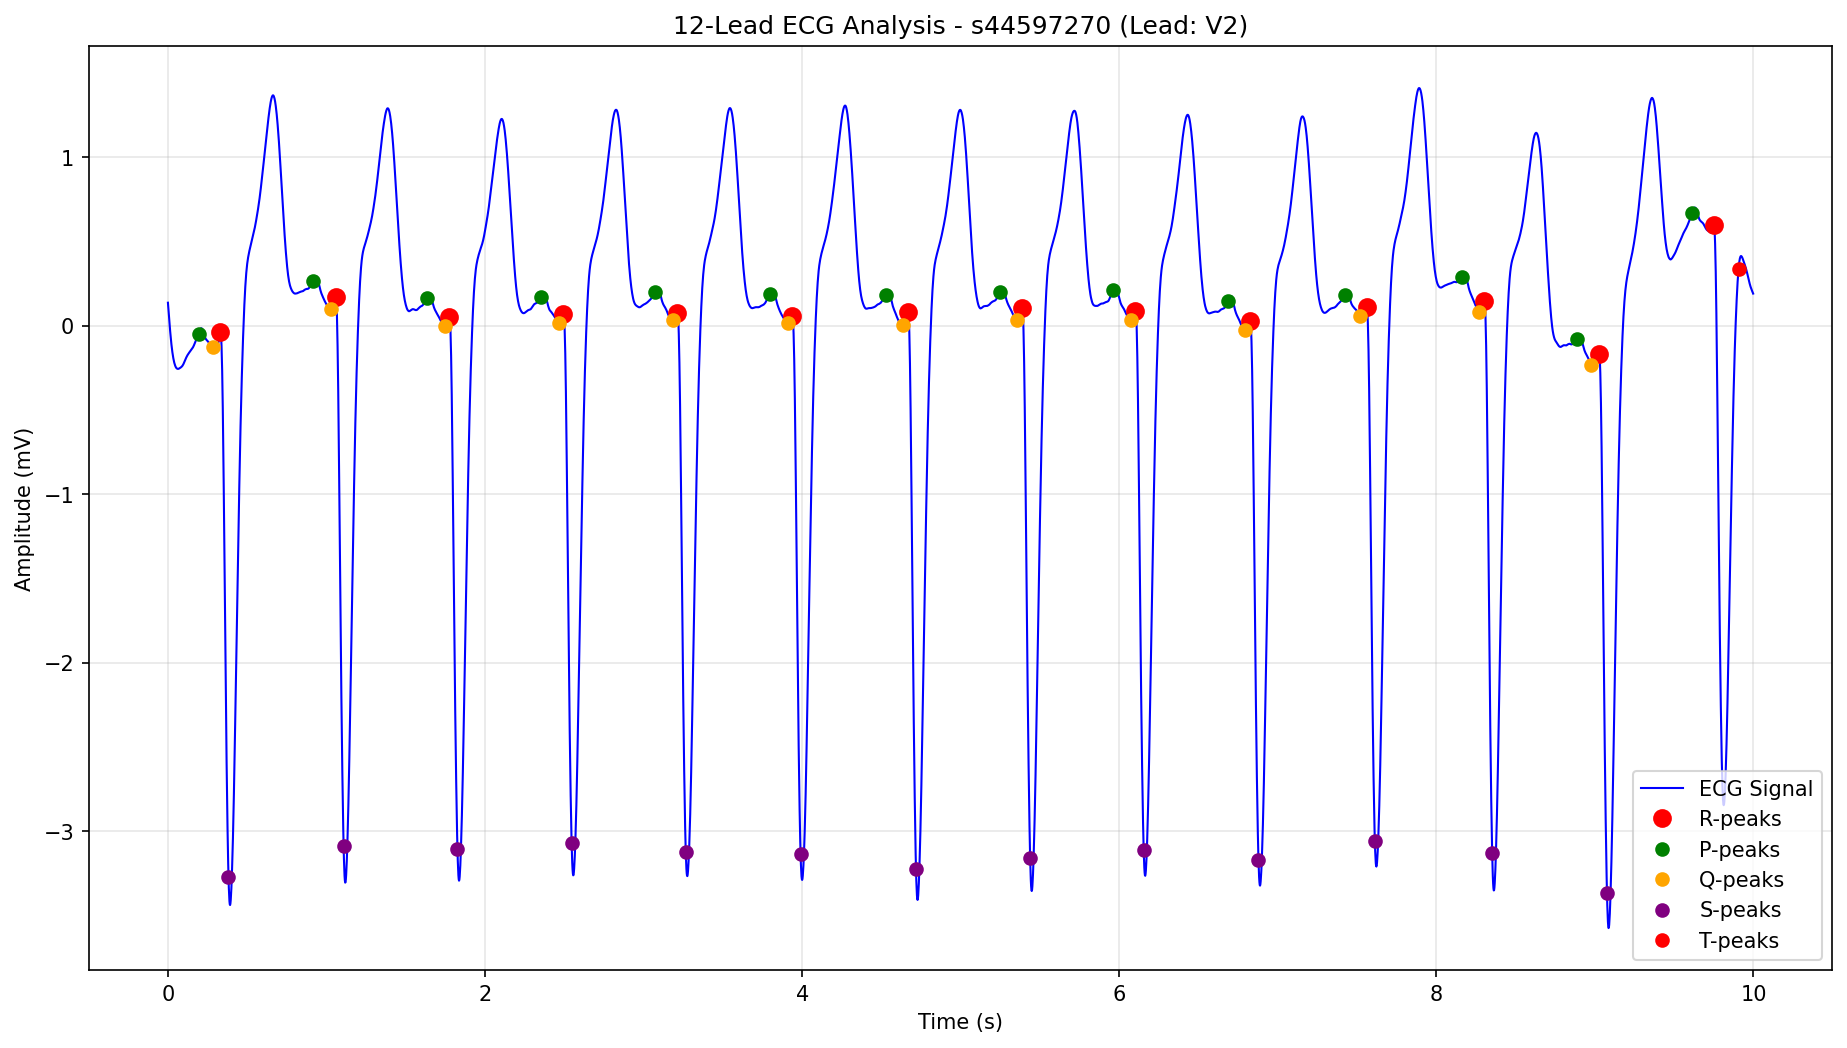 12-Lead ECG Analysis - s44597270 (Lead: V2)
Amplitude (mV)
1
0
−1
−2
−3
0
2
4
6
8
10
Time (s)
ECG Signal
R-peaks
P-peaks
Q-peaks
S-peaks
T-peaks